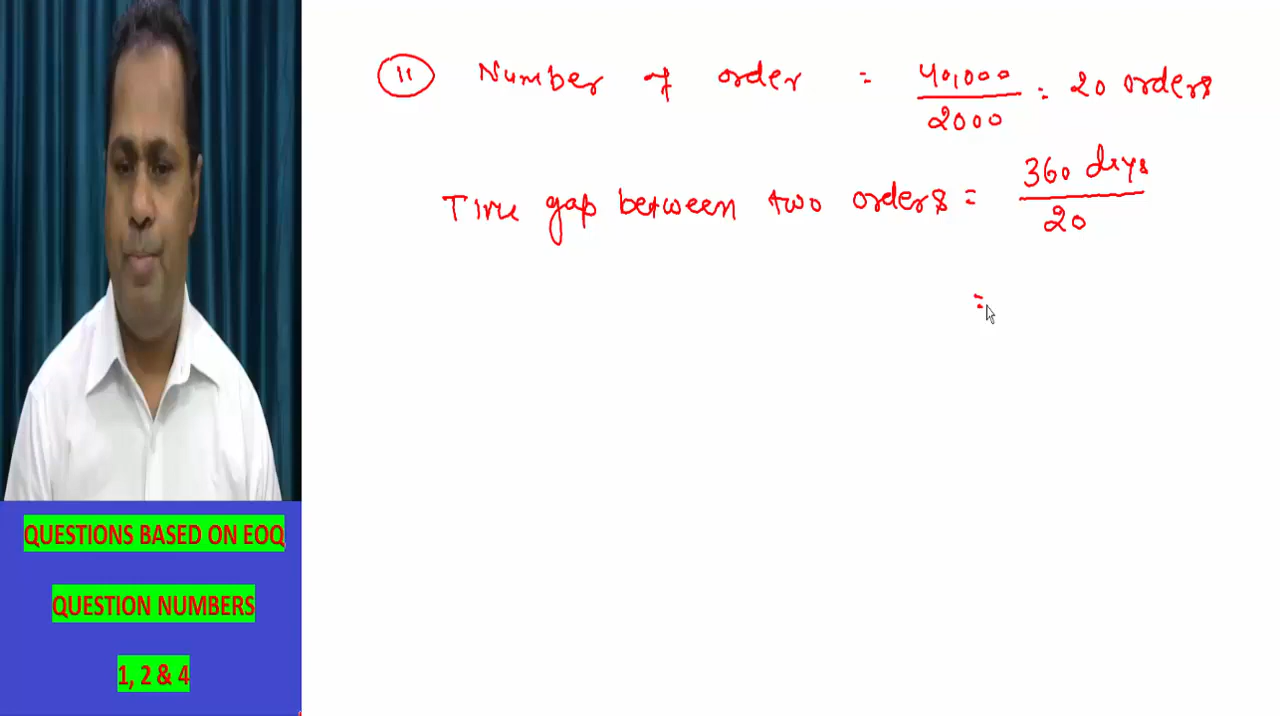 11 Number of order = 40,000 / 2000 = 20 orders
Time gap between two orders = 360 days / 20
=
QUESTIONS BASED ON EOQ
QUESTION NUMBERS
1, 2 & 4